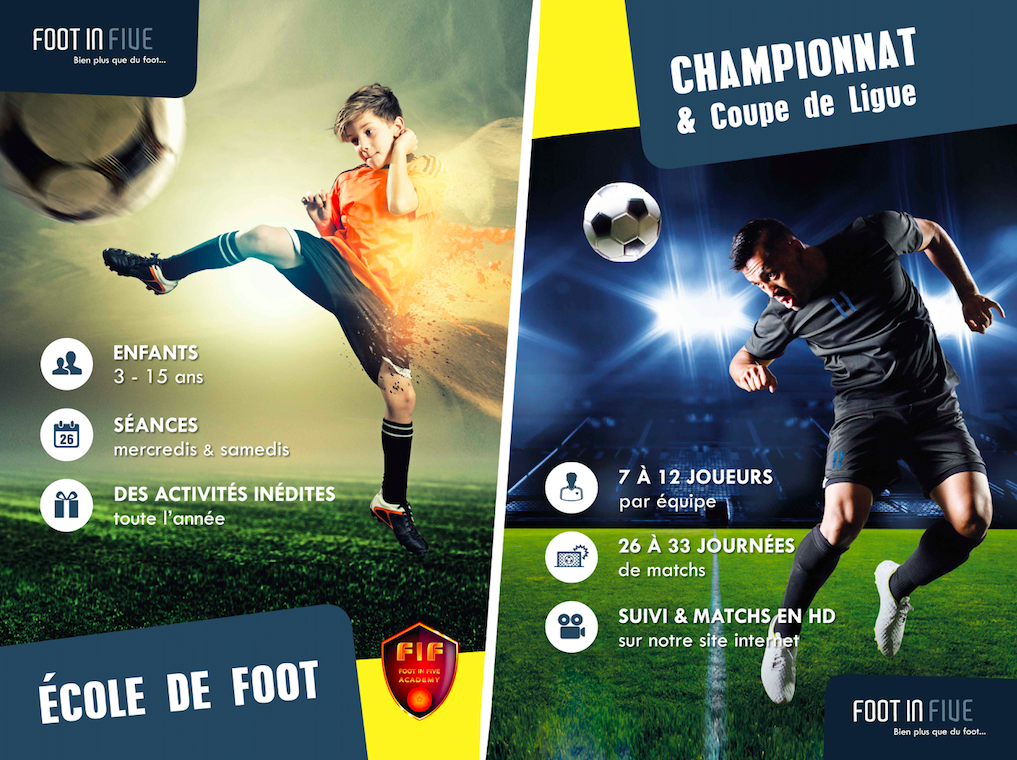 FOOT IN FIVE
Bien plus que du foot...
ENFANTS
3 - 15 ans
SÉANCES
26
mercredis & samedis
DES ACTIVITÉS INÉDITES
toute l'année
ÉCOLE DE FOOT
FIF
FOOT IN FIVE
ACADEMY
CHAMPIONNAT
& Coupe de Ligue
11
11
7 À 12 JOUEURS
par équipe
26 À 33 JOURNÉES
de matchs
SUIVI & MATCHS EN HD
sur notre site internet
FOOT IN FIVE
Bien plus que du foot...